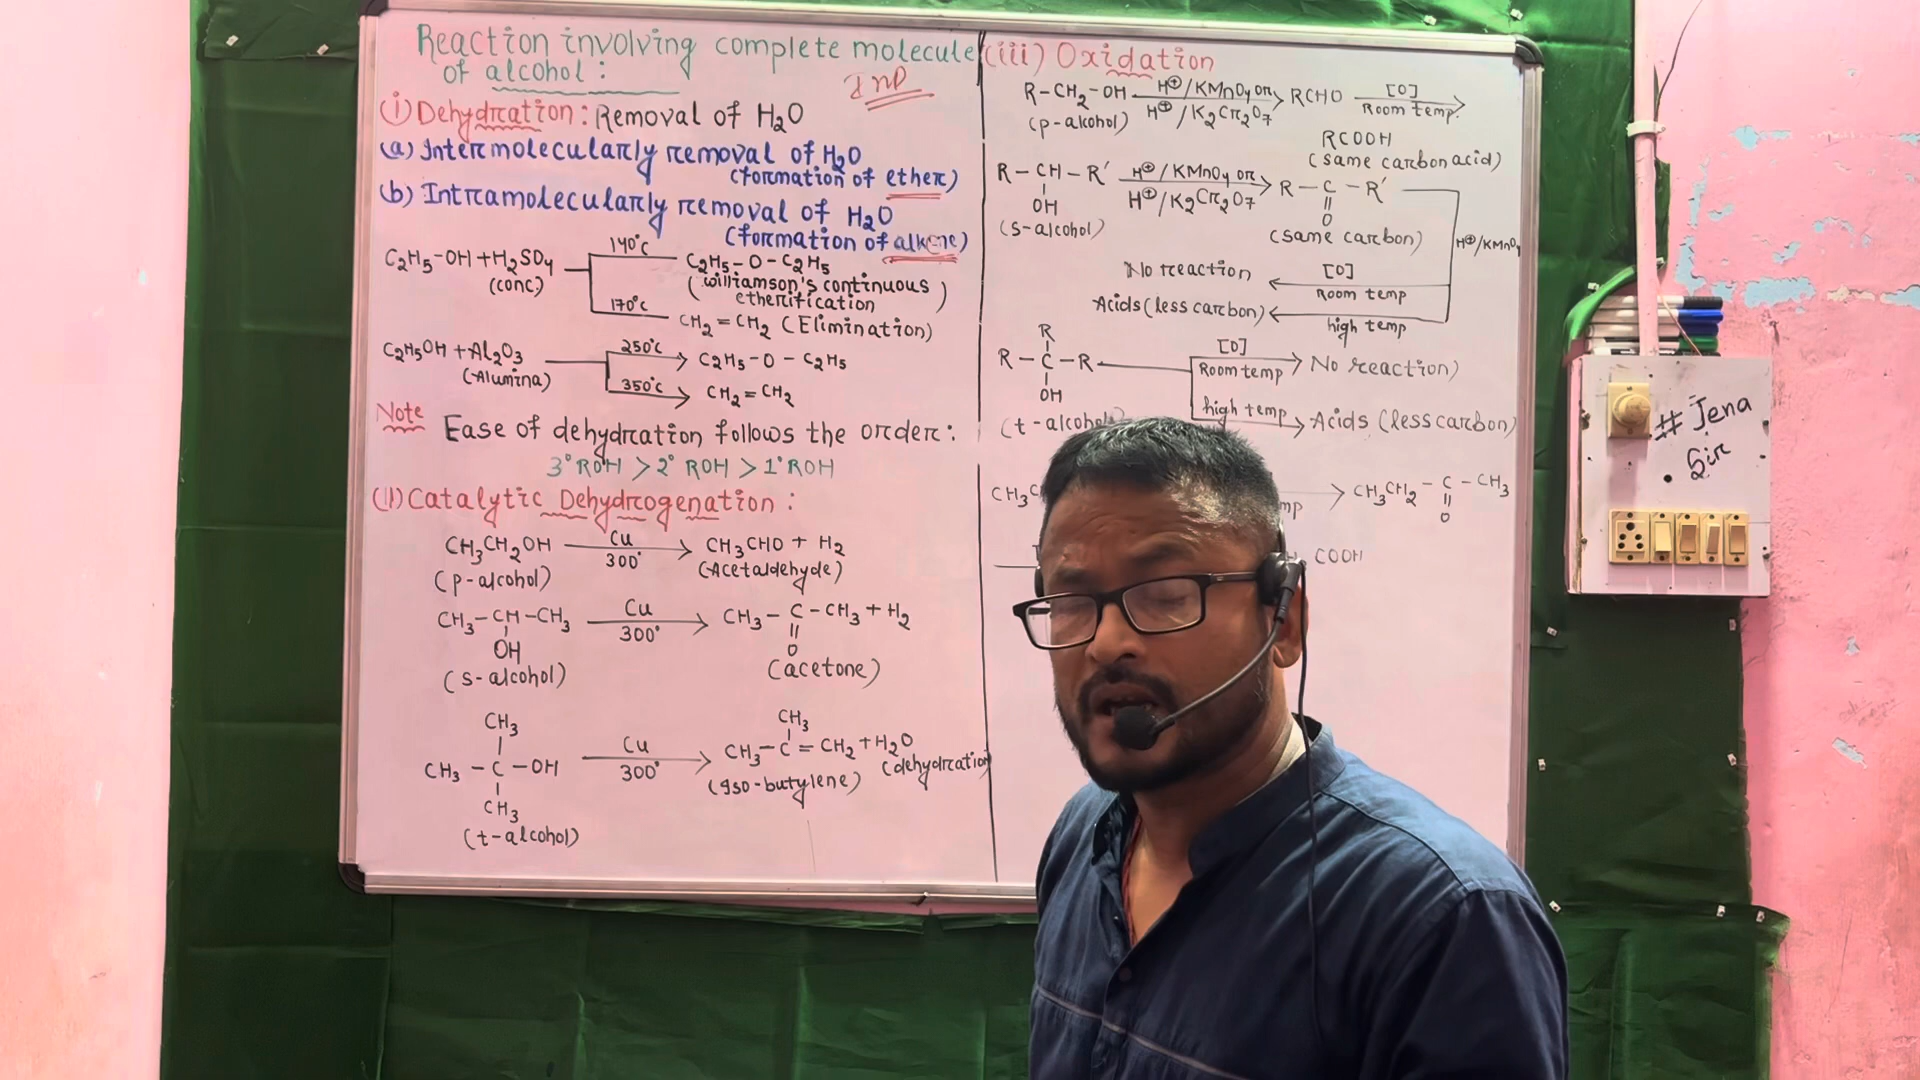 Reaction involving complete molecule
of alcohol :
Imp
(i) Dehydration : Removal of H₂O
(a) Intermolecularly removal of H₂O
(formation of ether)
(b) Intramolecularly removal of H₂O
(formation of alkene)
C₂H₅-OH + H₂SO₄
(conc.)
140°c
C₂H₅ - O - C₂H₅
(williamson's continuous
etherification)
170°c
CH₂ = CH₂ (Elimination)
C₂H₅OH + Al₂O₃
(Alumina)
250°c
C₂H₅ - O - C₂H₅
350°c
CH₂ = CH₂
Note
Ease of dehydration follows the order :
3° ROH > 2° ROH > 1° ROH
(II) Catalytic Dehydrogenation :
CH₃CH₂OH —Cu/300°→ CH₃CHO + H₂
(p-alcohol) (Acetaldehyde)
CH₃ - CH - CH₃ —Cu/300°→ CH₃ - C - CH₃ + H₂
OH O
(s-alcohol) (acetone)
CH₃ CH₃
CH₃ - C - OH —Cu/300°→ CH₃ - C = CH₂ + H₂O
CH₃ (Iso-butylene) (dehydration
(t-alcohol)
(iii) Oxidation
R - CH₂ - OH —H⊕/KMnO₄ or H⊕/K₂Cr₂O₇→ RCHO —[O] Room temp.→
(p-alcohol)
RCOOH
(same carbon acid)
R - CH - R' —H⊕/KMnO₄ or H⊕/K₂Cr₂O₇→ R - C - R'
OH O
(s-alcohol) (same carbon)
H⊕/KMnO₄
No reaction ← [O] Room temp
Acids (less carbon) ← high temp
R
R - C - R
OH
[O]
Room temp → No reaction)
high temp → Acids (less carbon)
(t-alcohol)
→ CH₃CH₂ - C - CH₃
O
COOH
# Jena
Sir